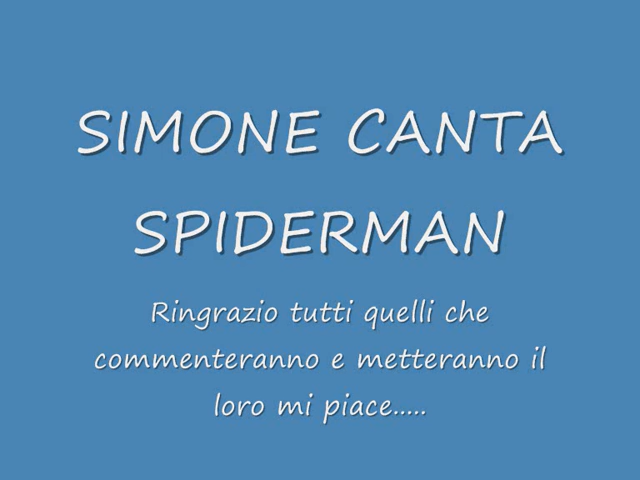 SIMONE CANTA
SPIDERMAN
Ringrazio tutti quelli che
commenteranno e metteranno il
loro mi piace.....